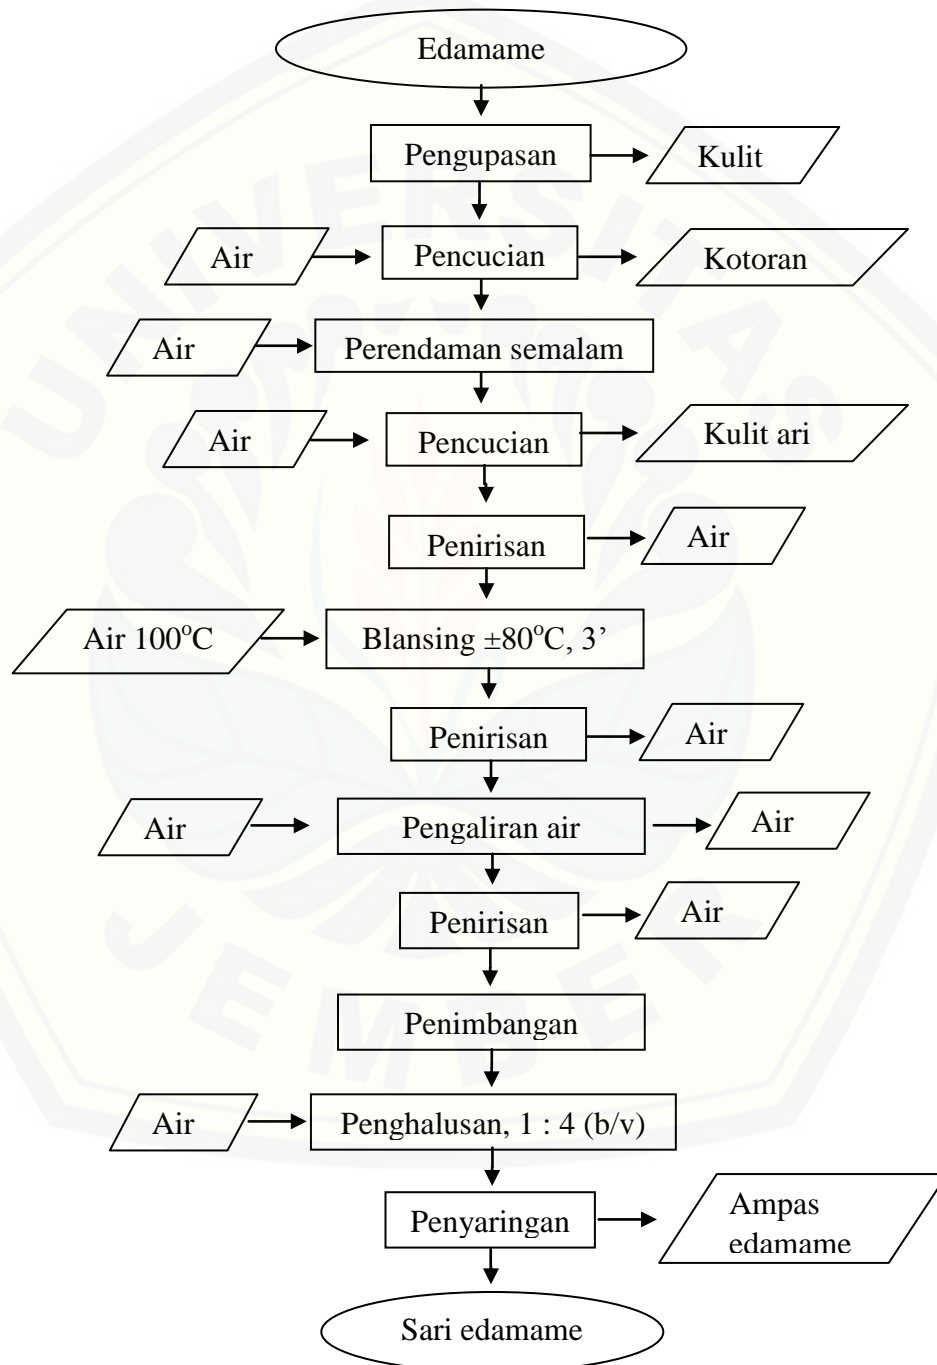 Edamame
Pengupasan
Kulit
Air
Pencucian
Kotoran
Air
Perendaman semalam
Air
Pencucian
Kulit ari
Penirisan
Air
Air 100°C
Blansing ±80°C, 3’
Penirisan
Air
Air
Pengaliran air
Air
Penirisan
Air
Penimbangan
Air
Penghalusan, 1 : 4 (b/v)
Penyaringan
Ampas
edamame
Sari edamame
UNIVERSITAS
JEMBER